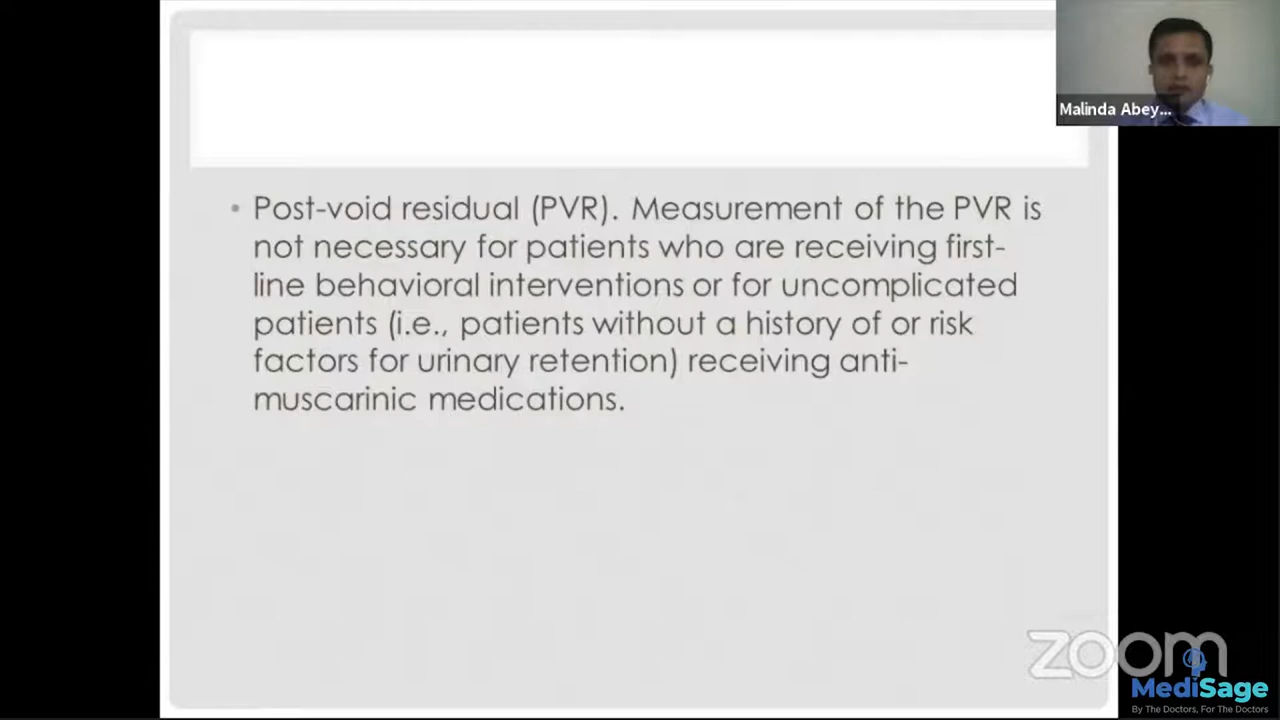 Malinda Abey...
• Post-void residual (PVR). Measurement of the PVR is
not necessary for patients who are receiving first-
line behavioral interventions or for uncomplicated
patients (i.e., patients without a history of or risk
factors for urinary retention) receiving anti-
muscarinic medications.
zoom
MediSage
By The Doctors, For The Doctors